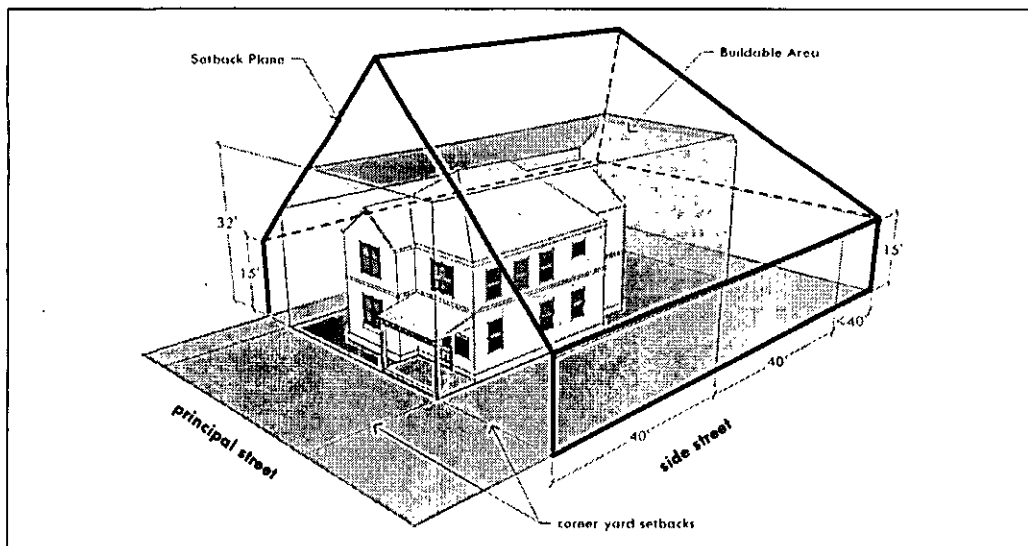 Setback Plane
Buildable Area
32'
15'
15'
<40'
40'
40'
principal street
side street
corner yard setbacks